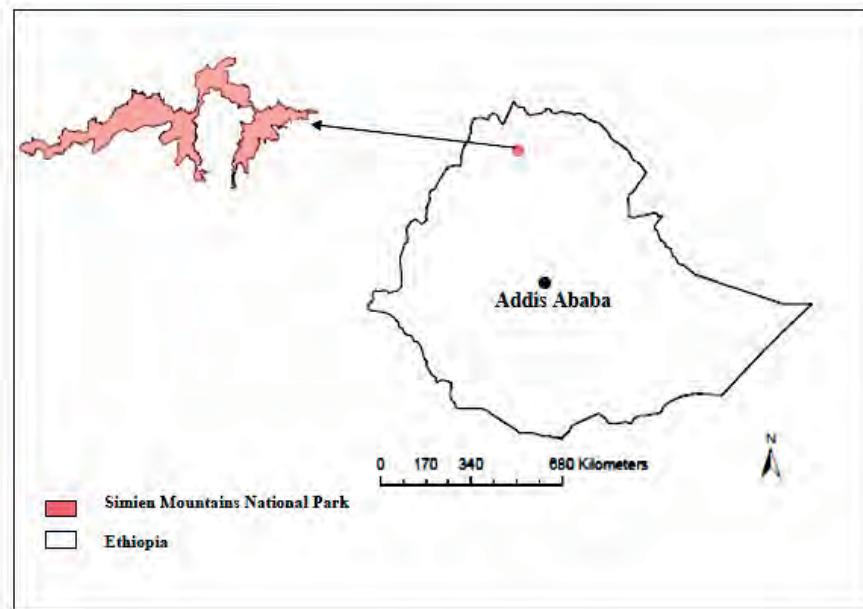 Addis Ababa
N
0 170 340 680 Kilometers
Simien Mountains National Park
Ethiopia